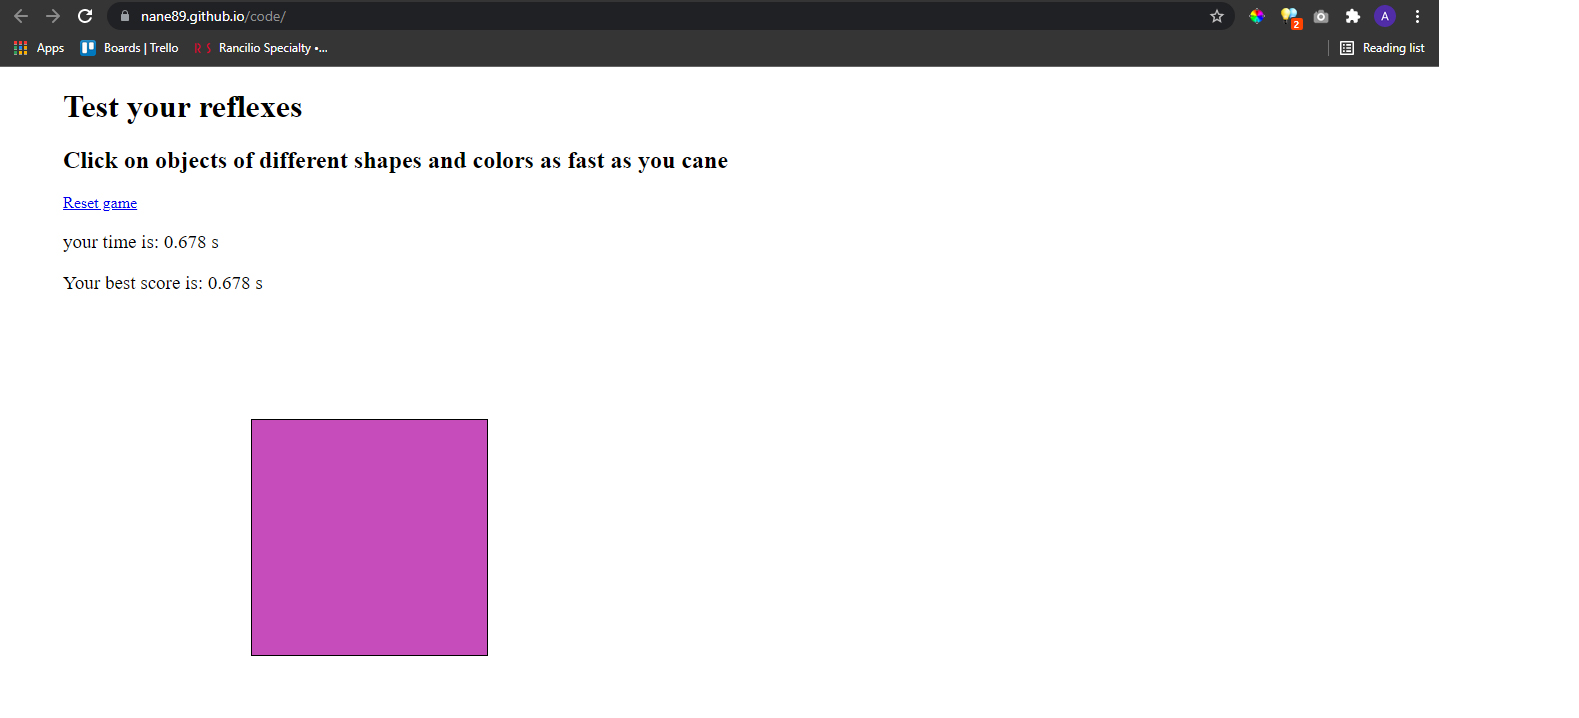 nane89.github.io/code/
2
A
Apps
Boards | Trello
R S
Rancilio Specialty •...
Reading list
Test your reflexes
Click on objects of different shapes and colors as fast as you cane
Reset game
your time is: 0.678 s
Your best score is: 0.678 s